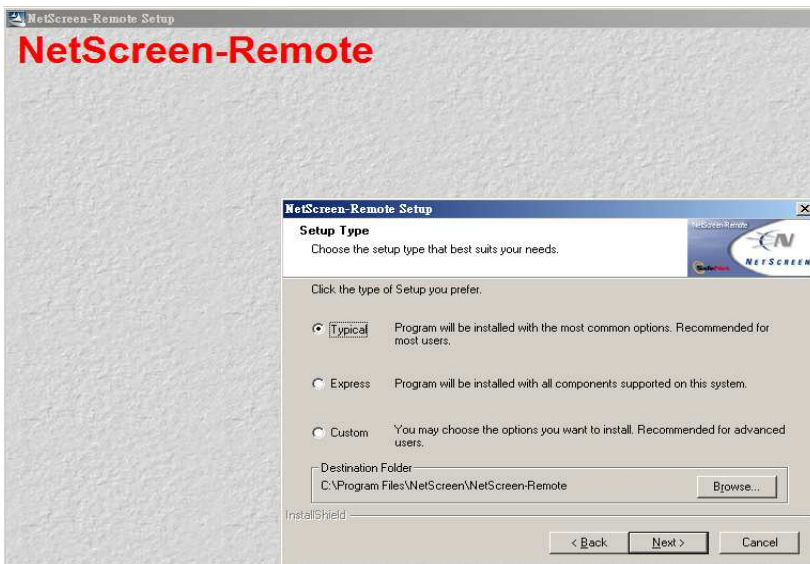 NetScreen-Remote Setup
NetScreen-Remote
NetScreen-Remote Setup
Setup Type
Choose the setup type that best suits your needs.
NetScreen-Remote
SafeNet
NETSCREEN
Click the type of Setup you prefer.
Typical
Program will be installed with the most common options. Recommended for
most users.
Express
Program will be installed with all components supported on this system.
Custom
You may choose the options you want to install. Recommended for advanced
users.
Destination Folder
C:\Program Files\NetScreen\NetScreen-Remote
Browse...
InstallShield
< Back
Next >
Cancel